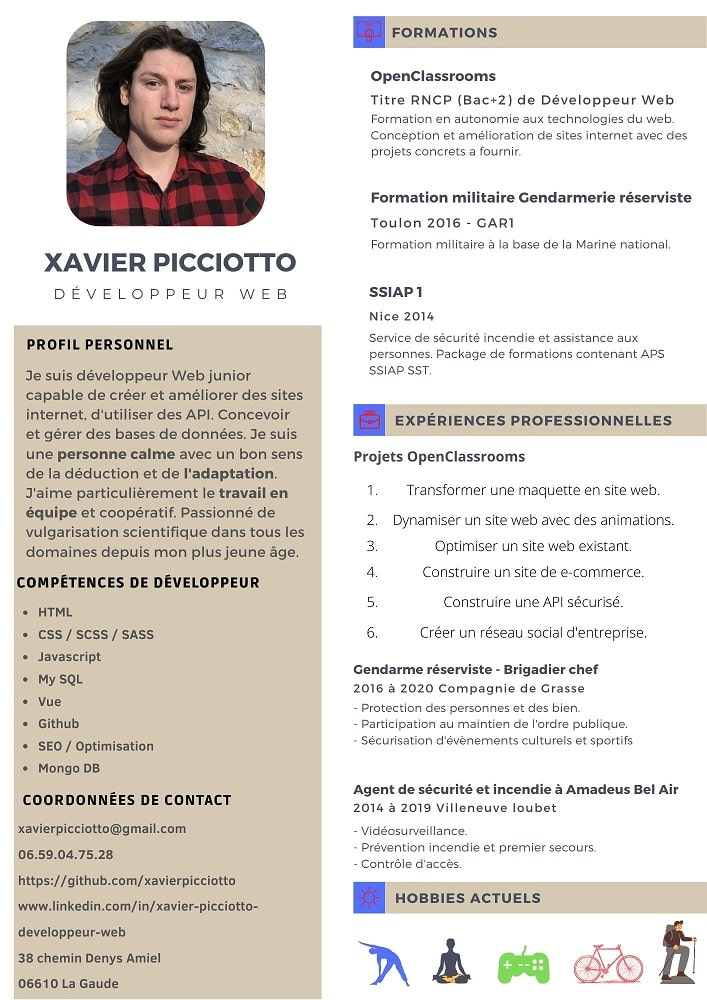 XAVIER PICCIOTTO
DÉVELOPPEUR WEB
PROFIL PERSONNEL
Je suis développeur Web junior
capable de créer et améliorer des sites
internet, d'utiliser des API. Concevoir
et gérer des bases de données. Je suis
une personne calme avec un bon sens
de la déduction et de l'adaptation.
J'aime particulièrement le travail en
équipe et coopératif. Passionné de
vulgarisation scientifique dans tous les
domaines depuis mon plus jeune âge.
COMPÉTENCES DE DÉVELOPPEUR
• HTML
• CSS / SCSS / SASS
• Javascript
• My SQL
• Vue
• Github
• SEO / Optimisation
• Mongo DB
COORDONNÉES DE CONTACT
xavierpicciotto@gmail.com
06.59.04.75.28
https://github.com/xavierpicciotto
www.linkedin.com/in/xavier-picciotto-
developpeur-web
38 chemin Denys Amiel
06610 La Gaude
FORMATIONS
OpenClassrooms
Titre RNCP (Bac+2) de Développeur Web
Formation en autonomie aux technologies du web.
Conception et amélioration de sites internet avec des
projets concrets a fournir.
Formation militaire Gendarmerie réserviste
Toulon 2016 - GAR1
Formation militaire à la base de la Marine national.
SSIAP 1
Nice 2014
Service de sécurité incendie et assistance aux
personnes. Package de formations contenant APS
SSIAP SST.
EXPÉRIENCES PROFESSIONNELLES
Projets OpenClassrooms
1. Transformer une maquette en site web.
2. Dynamiser un site web avec des animations.
3. Optimiser un site web existant.
4. Construire un site de e-commerce.
5. Construire une API sécurisé.
6. Créer un réseau social d'entreprise.
Gendarme réserviste - Brigadier chef
2016 à 2020 Compagnie de Grasse
- Protection des personnes et des bien.
- Participation au maintien de l'ordre publique.
- Sécurisation d'évènements culturels et sportifs
Agent de sécurité et incendie à Amadeus Bel Air
2014 à 2019 Villeneuve loubet
- Vidéosurveillance.
- Prévention incendie et premier secours.
- Contrôle d'accès.
HOBBIES ACTUELS